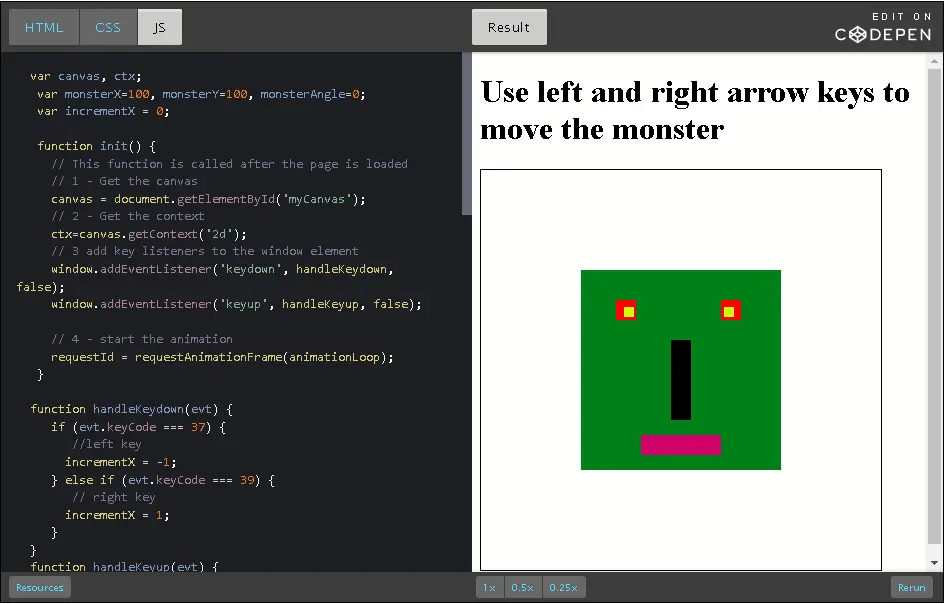 HTML
CSS
JS
Result
EDIT ON
CODEPEN
var canvas, ctx;
var monsterX=100, monsterY=100, monsterAngle=0;
var incrementX = 0;
function init() {
// This function is called after the page is loaded
// 1 - Get the canvas
canvas = document.getElementById('myCanvas');
// 2 - Get the context
ctx=canvas.getContext('2d');
// 3 add key listeners to the window element
window.addEventListener('keydown', handleKeydown,
false);
window.addEventListener('keyup', handleKeyup, false);
// 4 - start the animation
requestId = requestAnimationFrame(animationLoop);
}
function handleKeydown(evt) {
if (evt.keyCode === 37) {
//left key
incrementX = -1;
} else if (evt.keyCode === 39) {
// right key
incrementX = 1;
}
}
function handleKeyup(evt) {
Use left and right arrow keys to
move the monster
Resources
1x
0.5x
0.25x
Rerun